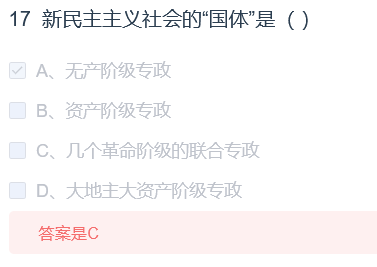 17 新民主主义社会的“国体”是（ ）
A、无产阶级专政
B、资产阶级专政
C、几个革命阶级的联合专政
D、大地主大资产阶级专政
答案是C